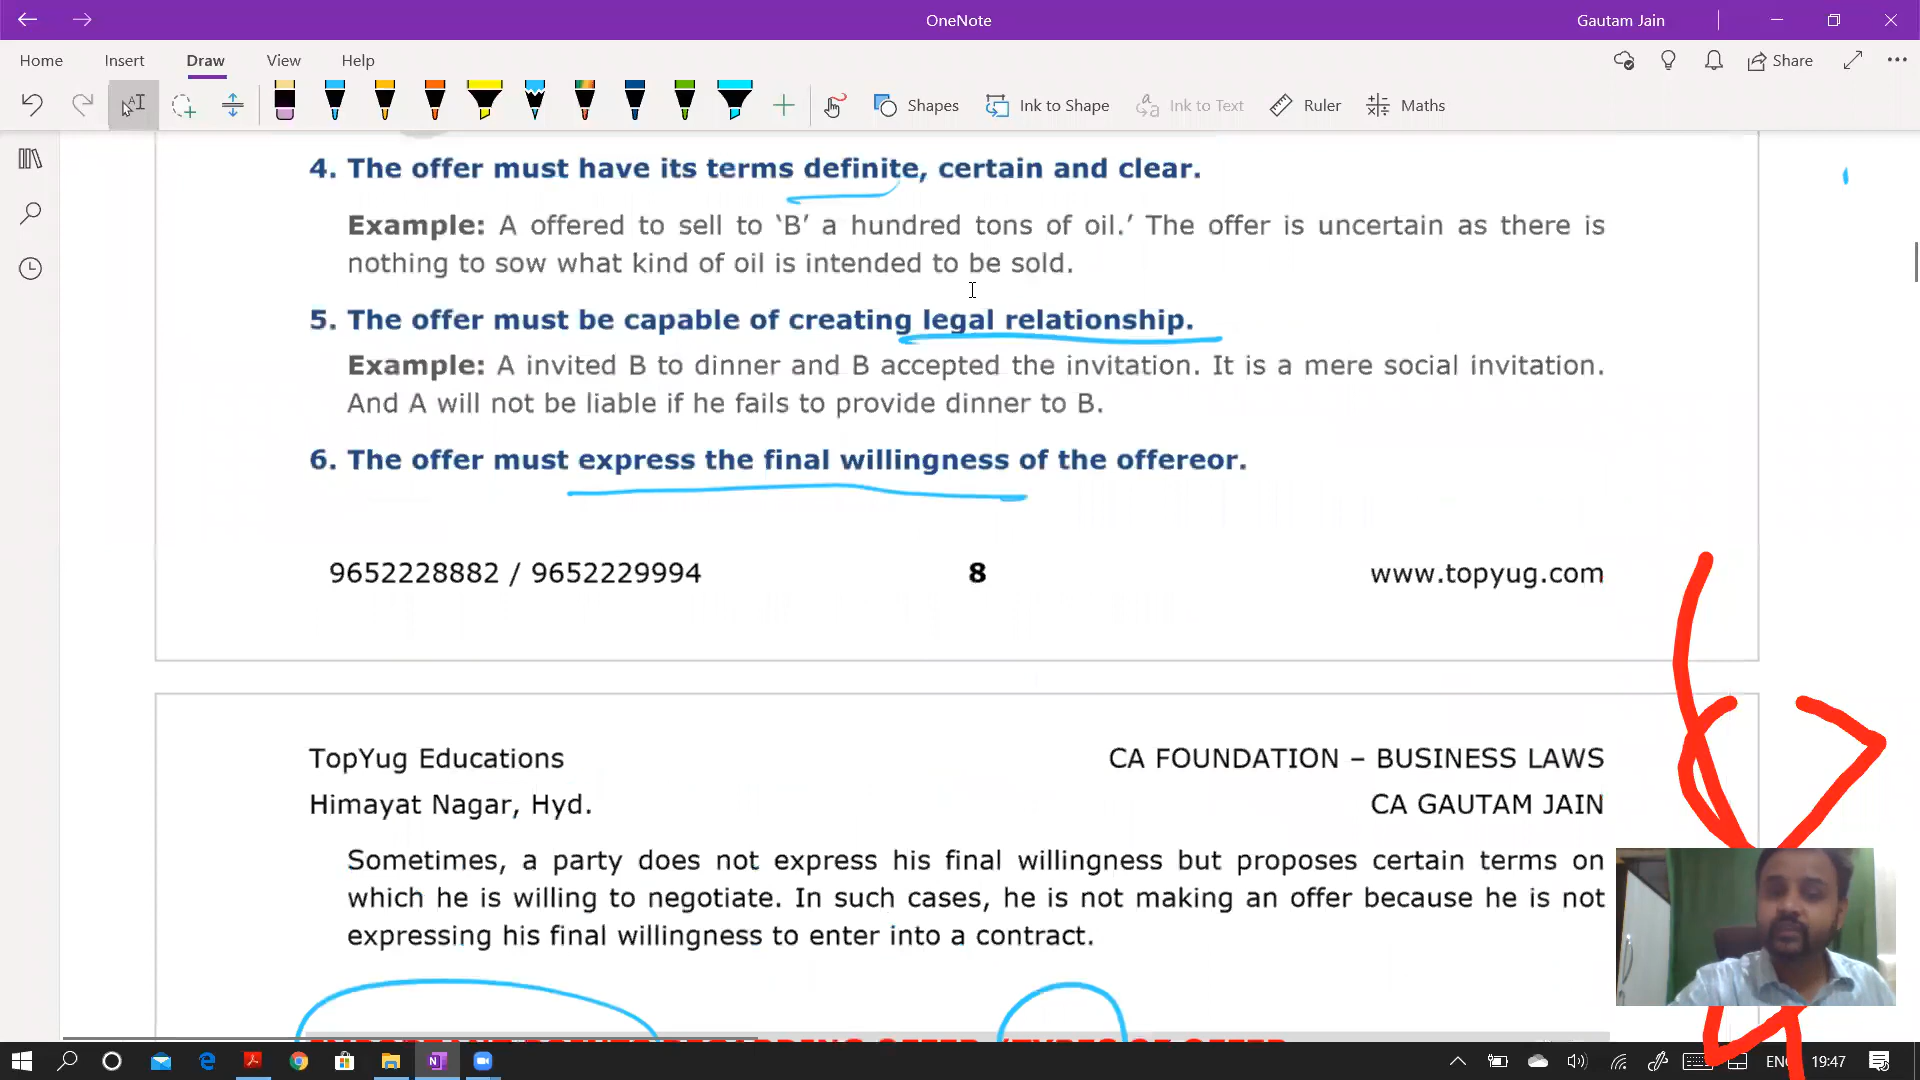 OneNote
Gautam Jain
Home Insert Draw View Help
Share
Shapes Ink to Shape Ink to Text Ruler Maths
4. The offer must have its terms definite, certain and clear.
Example: A offered to sell to ‘B’ a hundred tons of oil.’ The offer is uncertain as there is
nothing to sow what kind of oil is intended to be sold.
5. The offer must be capable of creating legal relationship.
Example: A invited B to dinner and B accepted the invitation. It is a mere social invitation.
And A will not be liable if he fails to provide dinner to B.
6. The offer must express the final willingness of the offereor.
9652228882 / 9652229994 8 www.topyug.com
TopYug Educations CA FOUNDATION – BUSINESS LAWS
Himayat Nagar, Hyd. CA GAUTAM JAIN
Sometimes, a party does not express his final willingness but proposes certain terms on
which he is willing to negotiate. In such cases, he is not making an offer because he is not
expressing his final willingness to enter into a contract.
IMPORTANT POINTS REGARDING OFFER /TYPES OF OFFER
ENG 19:47